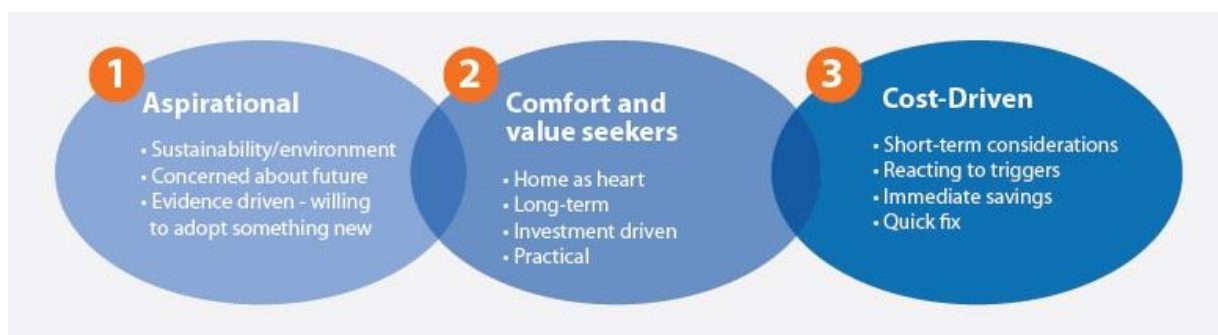 1
Aspirational
• Sustainability/environment
• Concerned about future
• Evidence driven - willing
to adopt something new
2
Comfort and
value seekers
• Home as heart
• Long-term
• Investment driven
• Practical
3
Cost-Driven
• Short-term considerations
• Reacting to triggers
• Immediate savings
• Quick fix